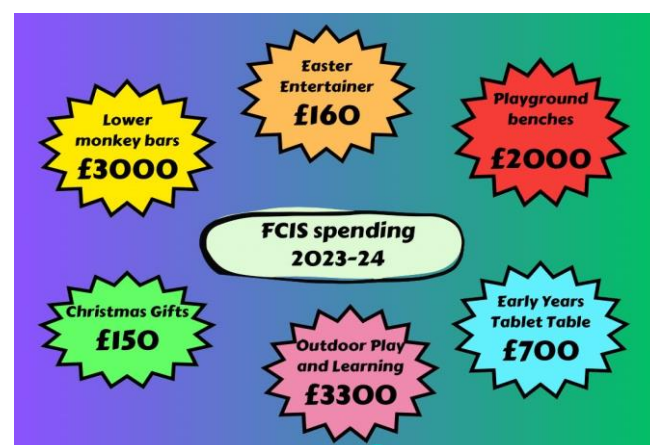 Easter
Entertainer
£160
Lower
monkey bars
£3000
Playground
benches
£2000
FCIS spending
2023-24
Christmas Gifts
£150
Outdoor Play
and Learning
£3300
Early Years
Tablet Table
£700